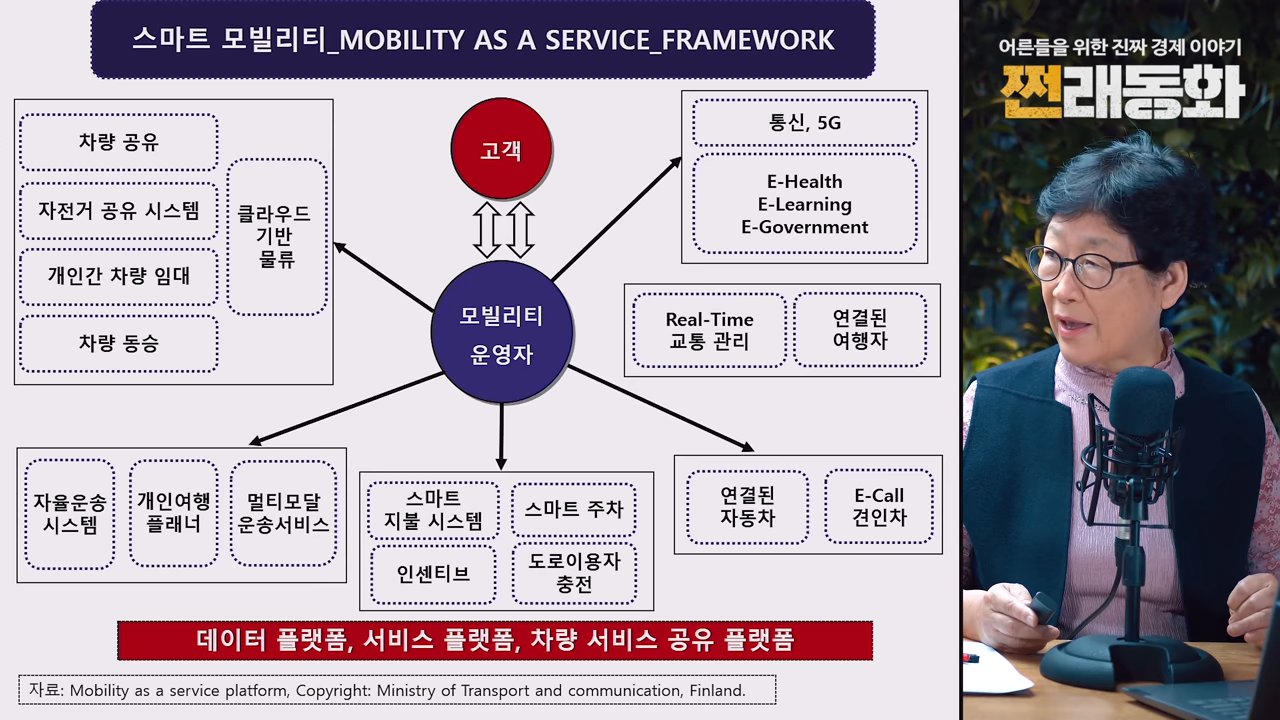 스마트 모빌리티_MOBILITY AS A SERVICE_FRAMEWORK
어른들을 위한 진짜 경제 이야기
쩐래동화
차량 공유
자전거 공유 시스템
개인간 차량 임대
차량 동승
클라우드
기반
물류
고객
모빌리티
운영자
통신, 5G
E-Health
E-Learning
E-Government
Real-Time
교통 관리
연결된
여행자
자율운송
시스템
개인여행
플래너
멀티모달
운송서비스
스마트
지불 시스템
스마트 주차
인센티브
도로이용자
충전
연결된
자동차
E-Call
견인차
데이터 플랫폼, 서비스 플랫폼, 차량 서비스 공유 플랫폼
자료: Mobility as a service platform, Copyright: Ministry of Transport and communication, Finland.